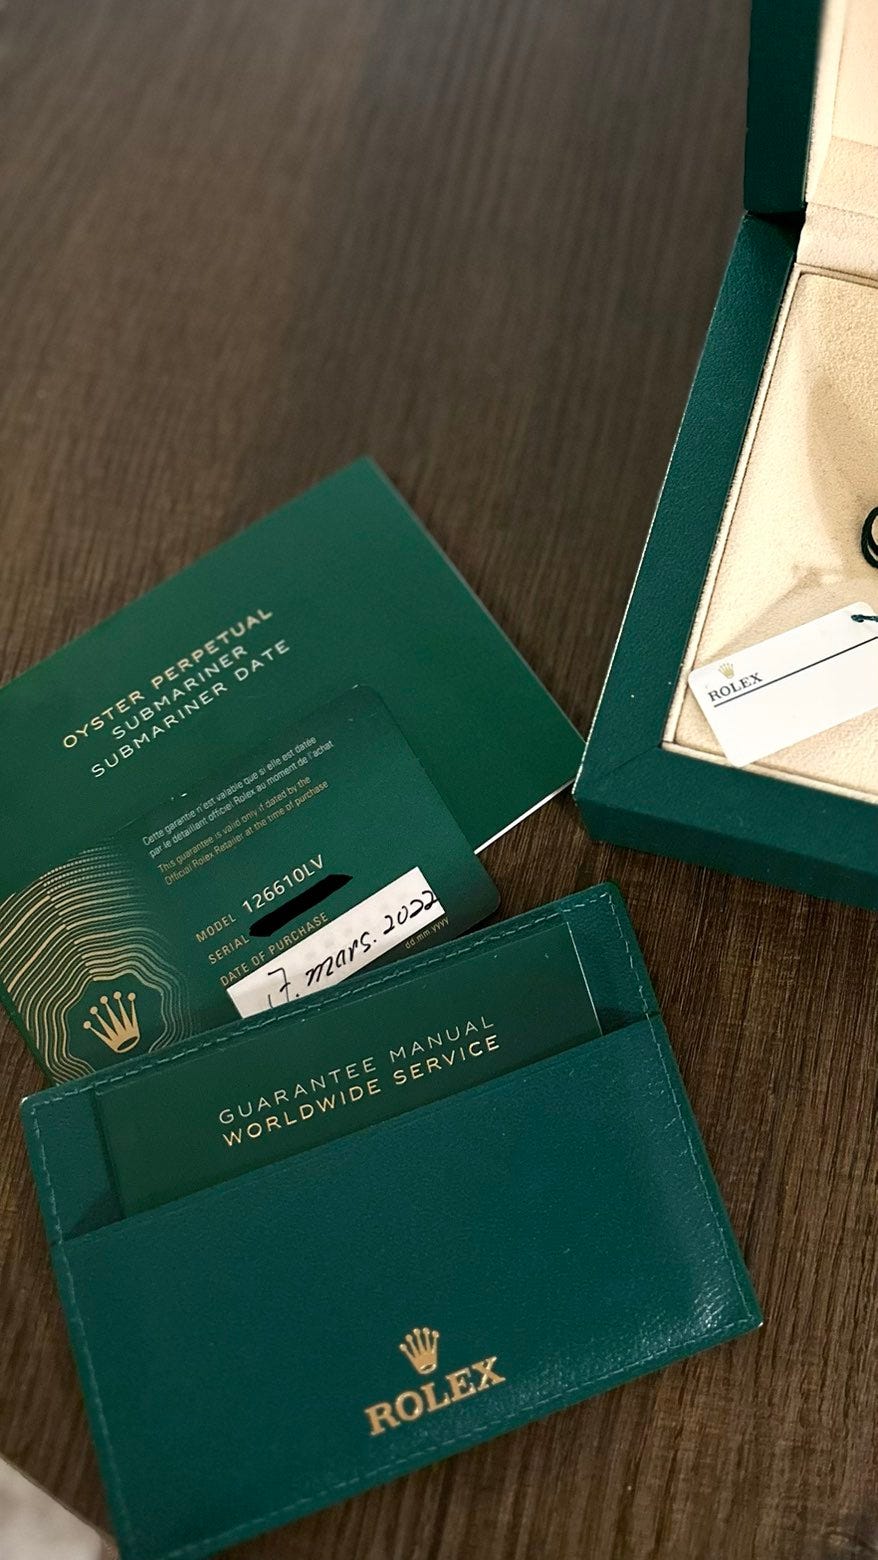 OYSTER PERPETUAL
SUBMARINER
SUBMARINER DATE
ROLEX
Cette garantie n'est valable que si elle est datée
par le détaillant officiel Rolex au moment de l'achat
This guarantee is valid only if dated by the
Official Rolex Retailer at the time of purchase
MODEL 126610LV
SERIAL
DATE OF PURCHASE
7. mars. 2022
dd.mm.yyyy
GUARANTEE MANUAL
WORLDWIDE SERVICE
ROLEX